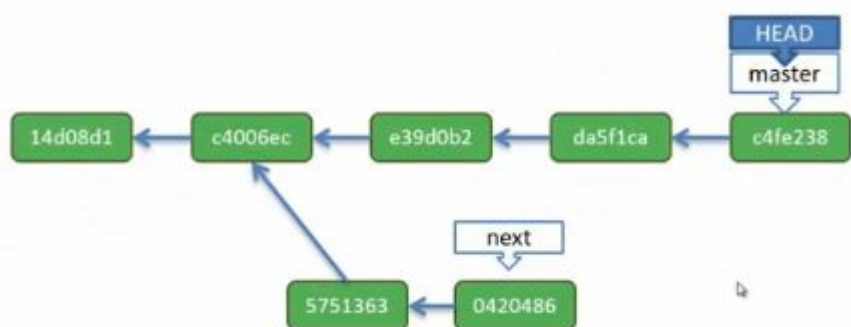 HEAD
master
14d08d1
c4006ec
e39d0b2
da5f1ca
c4fe238
next
5751363
0420486